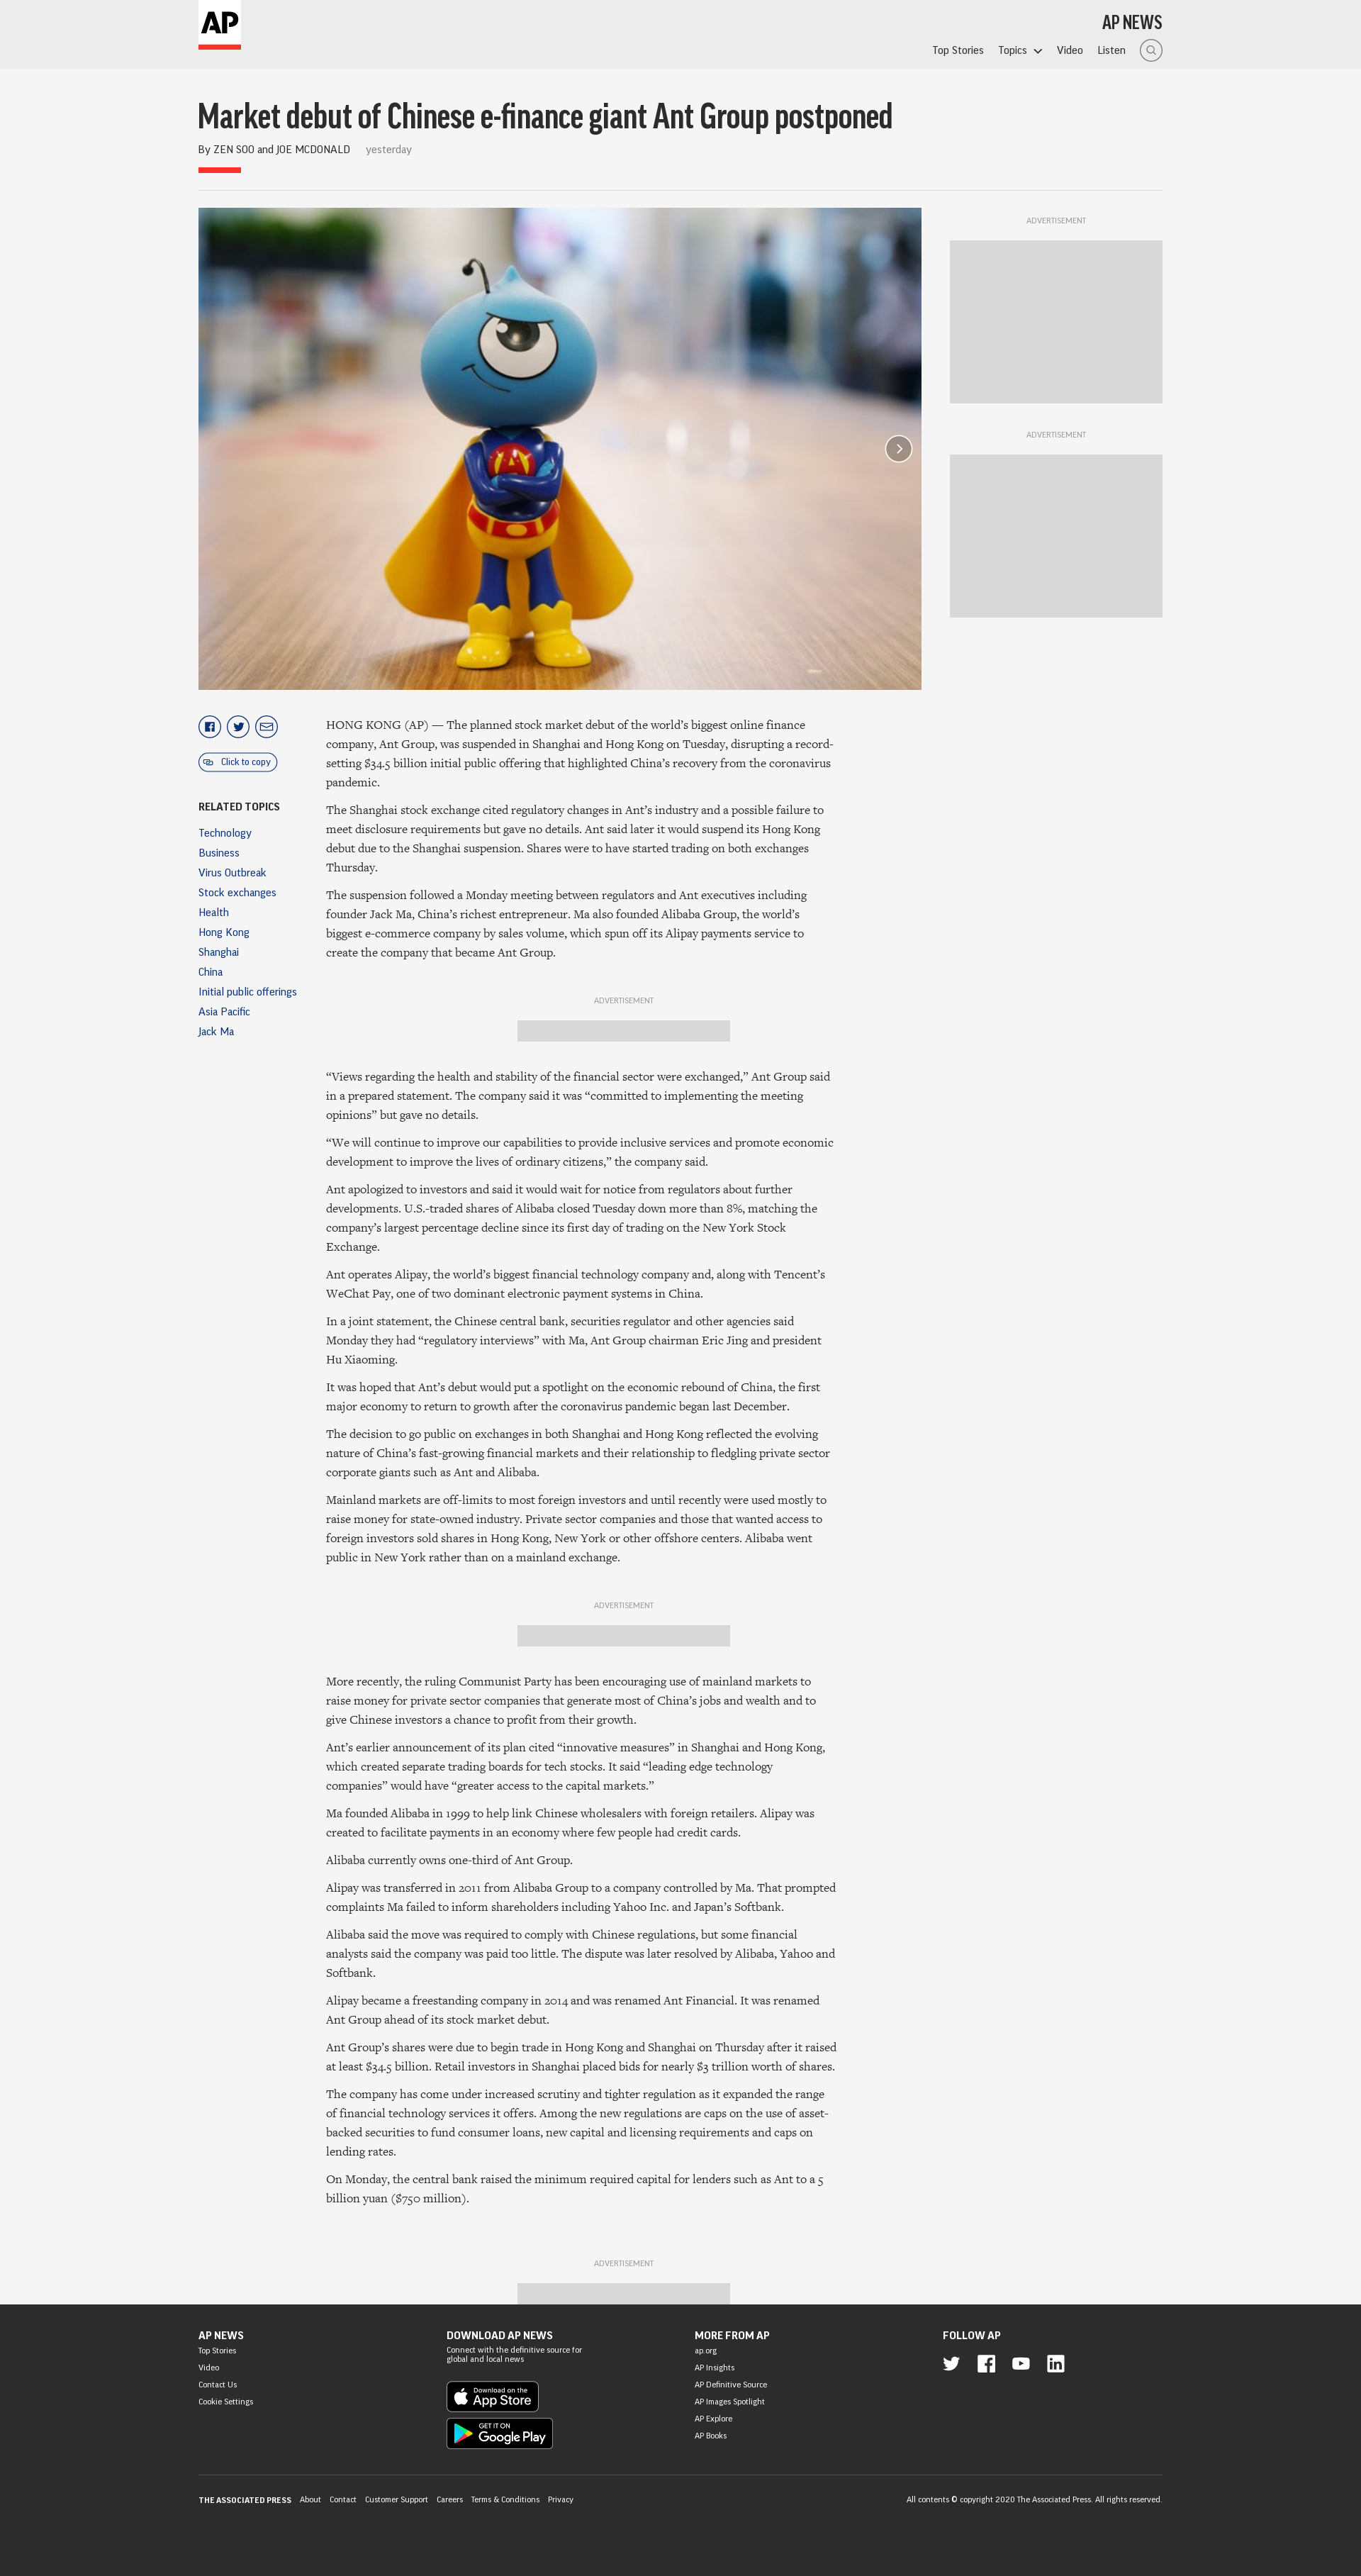 AP
AP NEWS
Top Stories Topics Video Listen
Market debut of Chinese e-finance giant Ant Group postponed
By ZEN SOO and JOE MCDONALD yesterday
ADVERTISEMENT
ADVERTISEMENT
A
Click to copy
RELATED TOPICS
Technology
Business
Virus Outbreak
Stock exchanges
Health
Hong Kong
Shanghai
China
Initial public offerings
Asia Pacific
Jack Ma
HONG KONG (AP) — The planned stock market debut of the world’s biggest online finance
company, Ant Group, was suspended in Shanghai and Hong Kong on Tuesday, disrupting a record-
setting $34.5 billion initial public offering that highlighted China’s recovery from the coronavirus
pandemic.
The Shanghai stock exchange cited regulatory changes in Ant’s industry and a possible failure to
meet disclosure requirements but gave no details. Ant said later it would suspend its Hong Kong
debut due to the Shanghai suspension. Shares were to have started trading on both exchanges
Thursday.
The suspension followed a Monday meeting between regulators and Ant executives including
founder Jack Ma, China’s richest entrepreneur. Ma also founded Alibaba Group, the world’s
biggest e-commerce company by sales volume, which spun off its Alipay payments service to
create the company that became Ant Group.
ADVERTISEMENT
“Views regarding the health and stability of the financial sector were exchanged,” Ant Group said
in a prepared statement. The company said it was “committed to implementing the meeting
opinions” but gave no details.
“We will continue to improve our capabilities to provide inclusive services and promote economic
development to improve the lives of ordinary citizens,” the company said.
Ant apologized to investors and said it would wait for notice from regulators about further
developments. U.S.-traded shares of Alibaba closed Tuesday down more than 8%, matching the
company’s largest percentage decline since its first day of trading on the New York Stock
Exchange.
Ant operates Alipay, the world’s biggest financial technology company and, along with Tencent’s
WeChat Pay, one of two dominant electronic payment systems in China.
In a joint statement, the Chinese central bank, securities regulator and other agencies said
Monday they had “regulatory interviews” with Ma, Ant Group chairman Eric Jing and president
Hu Xiaoming.
It was hoped that Ant’s debut would put a spotlight on the economic rebound of China, the first
major economy to return to growth after the coronavirus pandemic began last December.
The decision to go public on exchanges in both Shanghai and Hong Kong reflected the evolving
nature of China’s fast-growing financial markets and their relationship to fledgling private sector
corporate giants such as Ant and Alibaba.
Mainland markets are off-limits to most foreign investors and until recently were used mostly to
raise money for state-owned industry. Private sector companies and those that wanted access to
foreign investors sold shares in Hong Kong, New York or other offshore centers. Alibaba went
public in New York rather than on a mainland exchange.
ADVERTISEMENT
More recently, the ruling Communist Party has been encouraging use of mainland markets to
raise money for private sector companies that generate most of China’s jobs and wealth and to
give Chinese investors a chance to profit from their growth.
Ant’s earlier announcement of its plan cited “innovative measures” in Shanghai and Hong Kong,
which created separate trading boards for tech stocks. It said “leading edge technology
companies” would have “greater access to the capital markets.”
Ma founded Alibaba in 1999 to help link Chinese wholesalers with foreign retailers. Alipay was
created to facilitate payments in an economy where few people had credit cards.
Alibaba currently owns one-third of Ant Group.
Alipay was transferred in 2011 from Alibaba Group to a company controlled by Ma. That prompted
complaints Ma failed to inform shareholders including Yahoo Inc. and Japan’s Softbank.
Alibaba said the move was required to comply with Chinese regulations, but some financial
analysts said the company was paid too little. The dispute was later resolved by Alibaba, Yahoo and
Softbank.
Alipay became a freestanding company in 2014 and was renamed Ant Financial. It was renamed
Ant Group ahead of its stock market debut.
Ant Group’s shares were due to begin trade in Hong Kong and Shanghai on Thursday after it raised
at least $34.5 billion. Retail investors in Shanghai placed bids for nearly $3 trillion worth of shares.
The company has come under increased scrutiny and tighter regulation as it expanded the range
of financial technology services it offers. Among the new regulations are caps on the use of asset-
backed securities to fund consumer loans, new capital and licensing requirements and caps on
lending rates.
On Monday, the central bank raised the minimum required capital for lenders such as Ant to a 5
billion yuan ($750 million).
ADVERTISEMENT
AP NEWS
Top Stories
Video
Contact Us
Cookie Settings
DOWNLOAD AP NEWS
Connect with the definitive source for
global and local news
Download on the
App Store
GET IT ON
Google Play
MORE FROM AP
ap.org
AP Insights
AP Definitive Source
AP Images Spotlight
AP Explore
AP Books
FOLLOW AP
THE ASSOCIATED PRESS About Contact Customer Support Careers Terms & Conditions Privacy
All contents © copyright 2020 The Associated Press. All rights reserved.